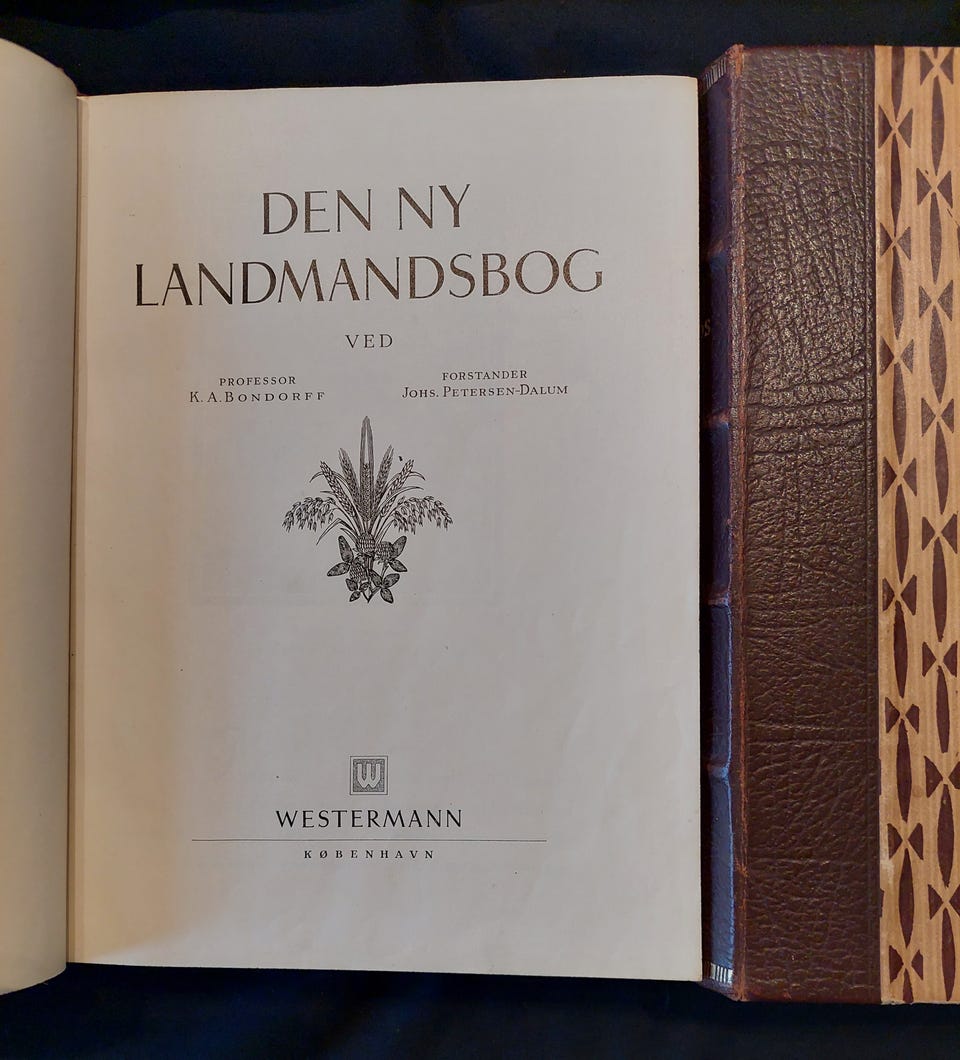 DEN NY
LANDMANDSBOG
VED
PROFESSOR
K. A. BONDORFF
FORSTANDER
JOHS. PETERSEN-DALUM
W
WESTERMANN
KØBENHAVN